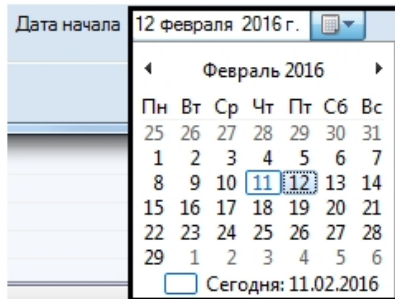 Дата начала 12 февраля 2016 г.
Февраль 2016
Пн Вт Ср Чт Пт Сб Вс
25 26 27 28 29 30 31
1 2 3 4 5 6 7
8 9 10 11 12 13 14
15 16 17 18 19 20 21
22 23 24 25 26 27 28
29 1 2 3 4 5 6
Сегодня: 11.02.2016